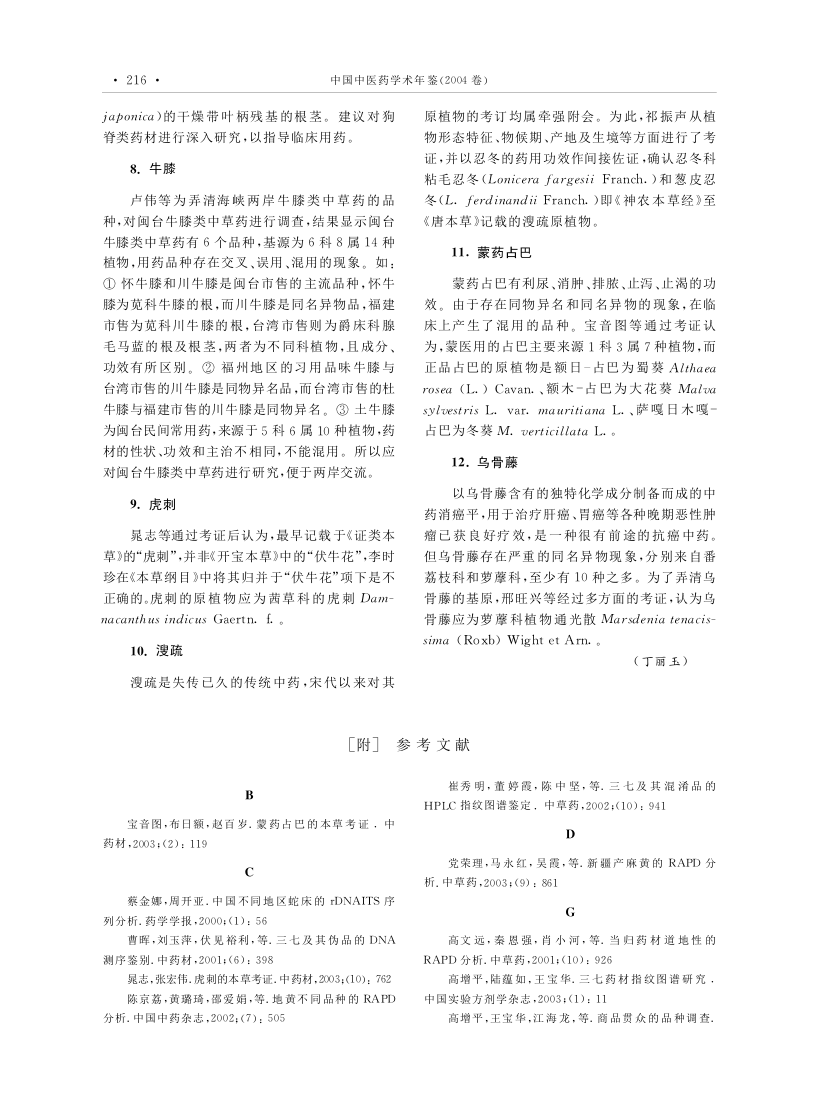 · 216 ·
中国中医药学术年鉴(2004 卷)
japonica)的干燥带叶柄残基的根茎。建议对狗
脊类药材进行深入研究,以指导临床用药。
8. 牛膝
卢伟等为弄清海峡两岸牛膝类中草药的品
种,对闽台牛膝类中草药进行调查,结果显示闽台
牛膝类中草药有 6 个品种,基源为 6 科 8 属 14 种
植物,用药品种存在交叉、误用、混用的现象。如:
① 怀牛膝和川牛膝是闽台市售的主流品种,怀牛
膝为苋科牛膝的根,而川牛膝是同名异物品,福建
市售为苋科川牛膝的根,台湾市售则为爵床科腺
毛马蓝的根及根茎,两者为不同科植物,且成分、
功效有所区别。② 福州地区的习用品味牛膝与
台湾市售的川牛膝是同物异名品,而台湾市售的杜
牛膝与福建市售的川牛膝是同物异名。③ 土牛膝
为闽台民间常用药,来源于 5 科 6 属 10 种植物,药
材的性状、功效和主治不相同,不能混用。所以应
对闽台牛膝类中草药进行研究,便于两岸交流。
9. 虎刺
晁志等通过考证后认为,最早记载于《证类本
草》的“虎刺”,并非《开宝本草》中的“伏牛花”,李时
珍在《本草纲目》中将其归并于“伏牛花”项下是不
正确的。虎刺的原植物应为茜草科的虎刺 Dam-
nacanthus indicus Gaertn. f. 。
10. 溲疏
溲疏是失传已久的传统中药,宋代以来对其
原植物的考订均属牵强附会。为此,祁振声从植
物形态特征、物候期、产地及生境等方面进行了考
证,并以忍冬的药用功效作间接佐证,确认忍冬科
粘毛忍冬(Lonicera fargesii Franch. )和葱皮忍
冬(L. ferdinandii Franch. )即《神农本草经》至
《唐本草》记载的溲疏原植物。
11. 蒙药占巴
蒙药占巴有利尿、消肿、排脓、止泻、止渴的功
效。由于存在同物异名和同名异物的现象,在临
床上产生了混用的品种。宝音图等通过考证认
为,蒙医用的占巴主要来源 1 科 3 属 7 种植物,而
正品占巴的原植物是额日-占巴为蜀葵 Althaea
rosea (L. ) Cavan. 、额木-占巴为大花葵 Malva
sylvestris L. var. mauritiana L. 、萨嘎日木嘎-
占巴为冬葵 M. verticillata L. 。
12. 乌骨藤
以乌骨藤含有的独特化学成分制备而成的中
药消癌平,用于治疗肝癌、胃癌等各种晚期恶性肿
瘤已获良好疗效,是一种很有前途的抗癌中药。
但乌骨藤存在严重的同名异物现象,分别来自番
荔枝科和萝藦科,至少有 10 种之多。为了弄清乌
骨藤的基原,邢旺兴等经过多方面的考证,认为乌
骨藤应为萝藦科植物通光散 Marsdenia tenacis-
sima (Roxb) Wight et Arn. 。
(丁丽玉)
[附] 参考文献
B
宝音图,布日额,赵百岁. 蒙药占巴的本草考证. 中
药材,2003;(2): 119
C
蔡金娜,周开亚. 中国不同地区蛇床的 rDNAITS 序
列分析. 药学学报,2000;(1): 56
曹晖,刘玉萍,伏见裕利,等. 三七及其伪品的 DNA
测序鉴别. 中药材,2001;(6): 398
晁志,张宏伟. 虎刺的本草考证. 中药材,2003;(10): 762
陈京荔,黄璐琦,邵爱娟,等. 地黄不同品种的 RAPD
分析. 中国中药杂志,2002;(7): 505
崔秀明,董婷霞,陈中坚,等. 三七及其混淆品的
HPLC 指纹图谱鉴定. 中草药,2002;(10): 941
D
党荣理,马永红,吴霞,等. 新疆产麻黄的 RAPD 分
析. 中草药,2003;(9): 861
G
高文远,秦恩强,肖小河,等. 当归药材道地性的
RAPD 分析. 中草药,2001;(10): 926
高增平,陆蕴如,王宝华. 三七药材指纹图谱研究.
中国实验方剂学杂志,2003;(1): 11
高增平,王宝华,江海龙,等. 商品贯众的品种调查.